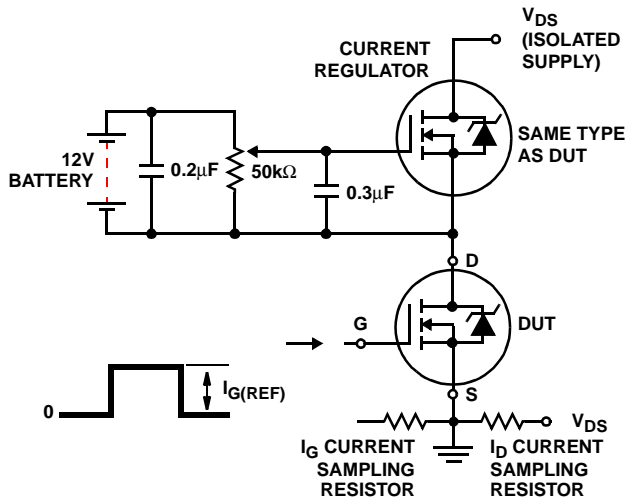 V_DS
(ISOLATED
SUPPLY)
CURRENT
REGULATOR
SAME TYPE
AS DUT
12V
BATTERY
0.2μF
50kΩ
0.3μF
D
G
DUT
I_G(REF)
0
S
V_DS
I_G CURRENT
SAMPLING
RESISTOR
I_D CURRENT
SAMPLING
RESISTOR